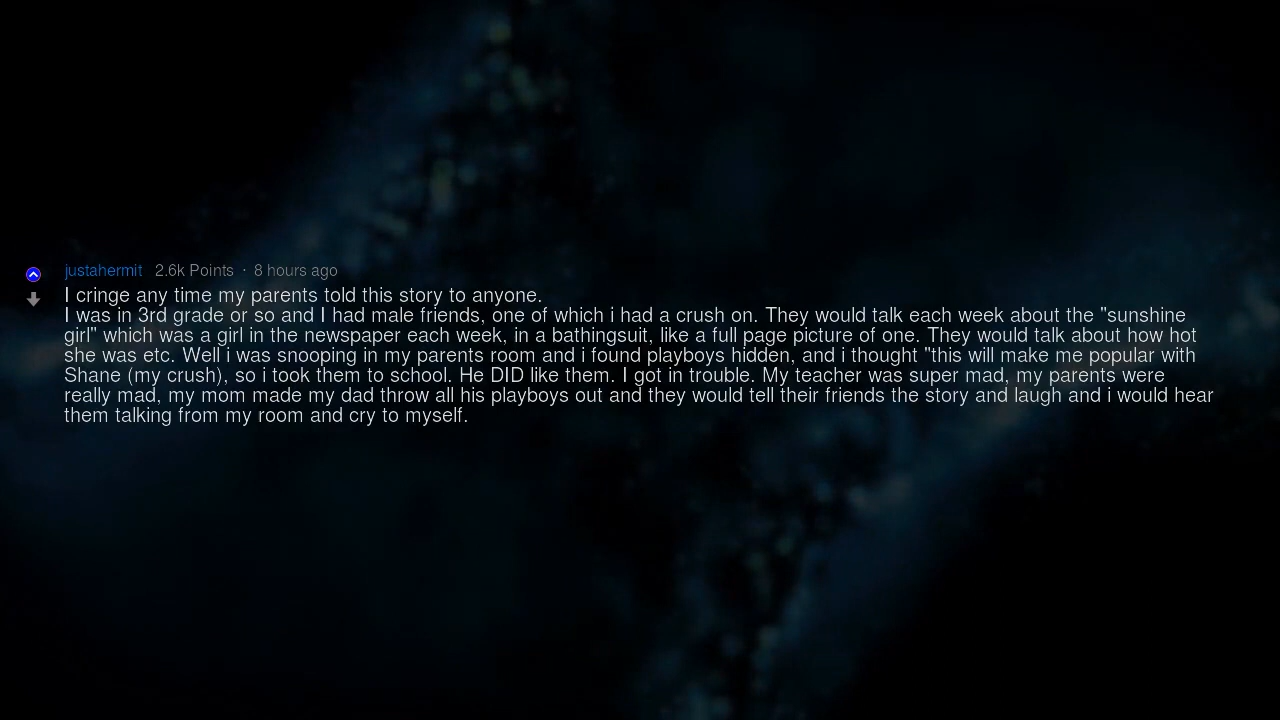 justahermit 2.6k Points · 8 hours ago
I cringe any time my parents told this story to anyone.
I was in 3rd grade or so and I had male friends, one of which i had a crush on. They would talk each week about the "sunshine
girl" which was a girl in the newspaper each week, in a bathingsuit, like a full page picture of one. They would talk about how hot
she was etc. Well i was snooping in my parents room and i found playboys hidden, and i thought "this will make me popular with
Shane (my crush), so i took them to school. He DID like them. I got in trouble. My teacher was super mad, my parents were
really mad, my mom made my dad throw all his playboys out and they would tell their friends the story and laugh and i would hear
them talking from my room and cry to myself.